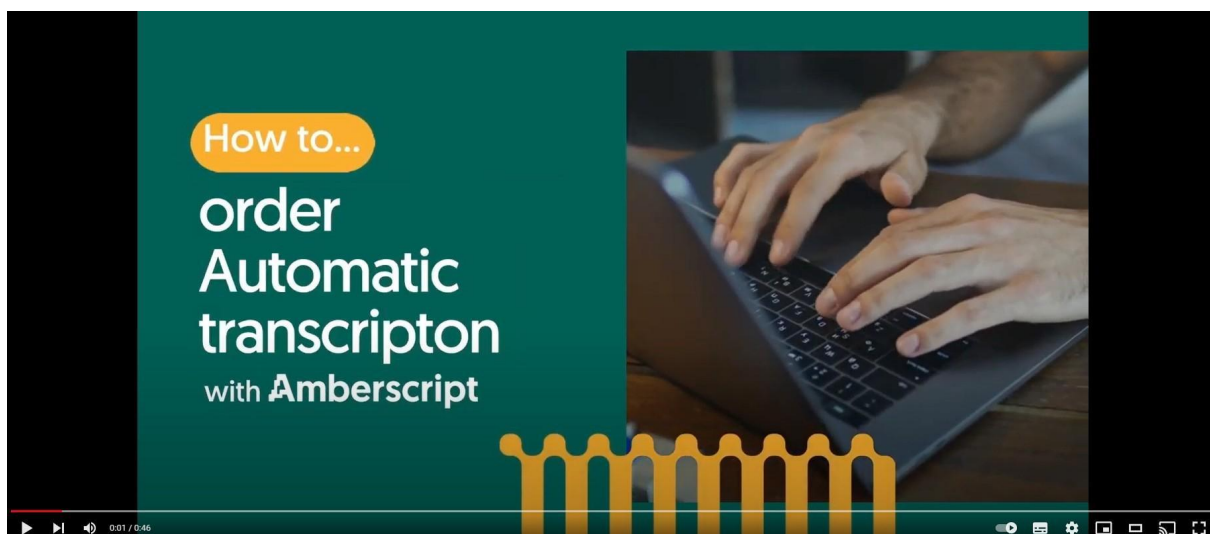 How to...
order
Automatic
transcripton
with Amberscript
0:01 / 0:46